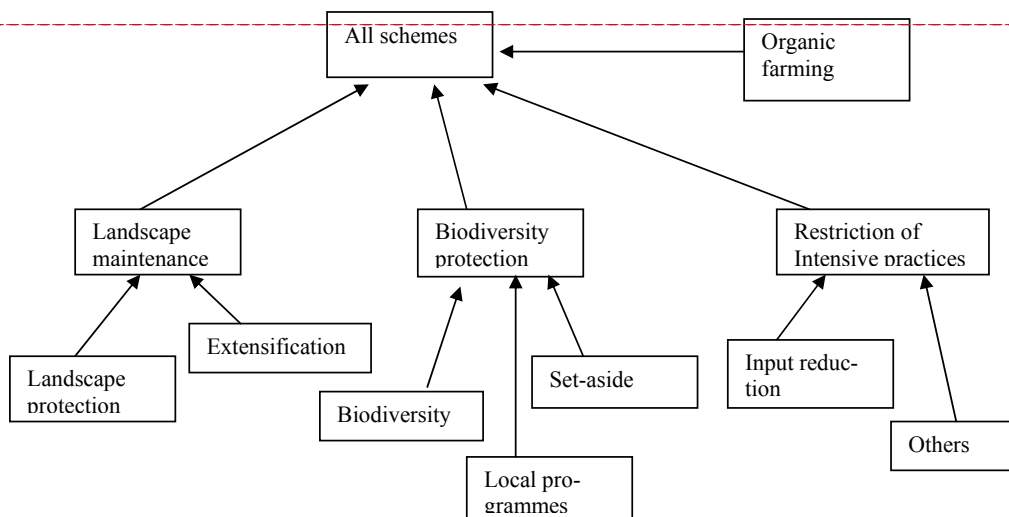 All schemes
Organic
farming
Landscape
maintenance
Biodiversity
protection
Restriction of
Intensive practices
Landscape
protection
Extensification
Biodiversity
Local pro-
grammes
Set-aside
Input reduc-
tion
Others